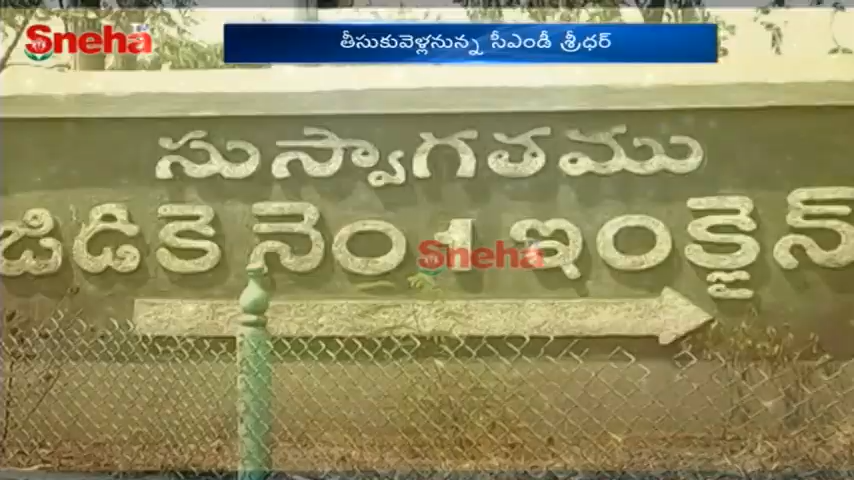 Sneha
తీసుకువెళ్లనున్న సీఎండీ శ్రీధర్
సుస్వాగతము
జిడికె నెం 1 ఇంక్లైన్
Sneha